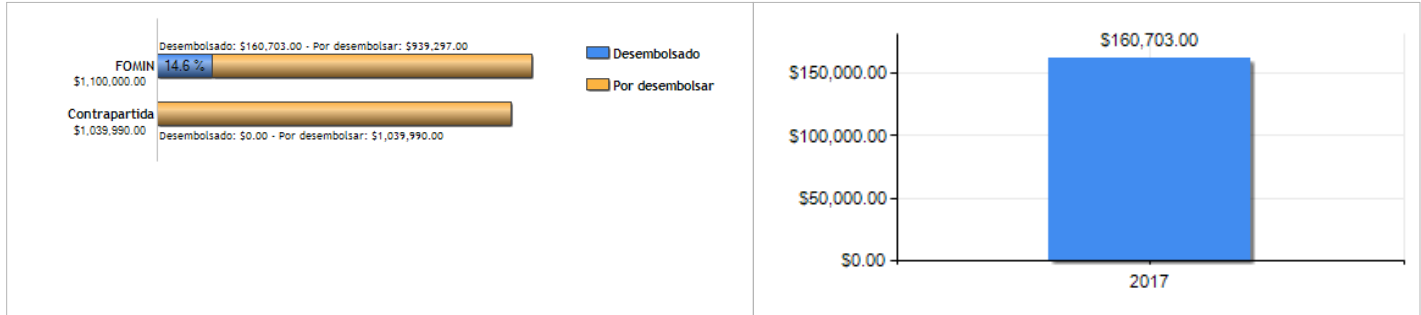 Desembolsado: $160,703.00 - Por desembolsar: $939,297.00
FOMIN
14.6 %
$1,100,000.00
Contrapartida
$1,039,990.00
Desembolsado: $0.00 - Por desembolsar: $1,039,990.00
Desembolsado
Por desembolsar
$160,703.00
$150,000.00
$100,000.00
$50,000.00
$0.00
2017